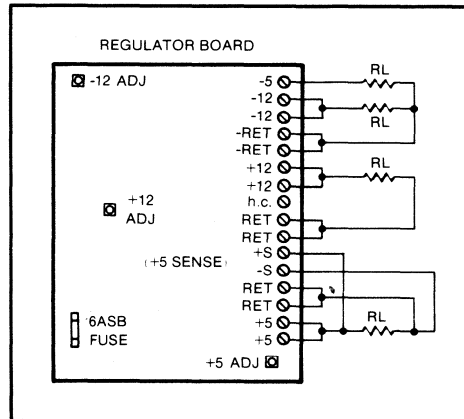 REGULATOR BOARD
-12 ADJ
-5
RL
-12
RL
-12
-RET
-RET
+12
RL
+12
+12
ADJ
h.c.
RET
RET
+S
(+5 SENSE)
-S
RET
RET
6ASB
FUSE
+5
RL
+5
+5 ADJ